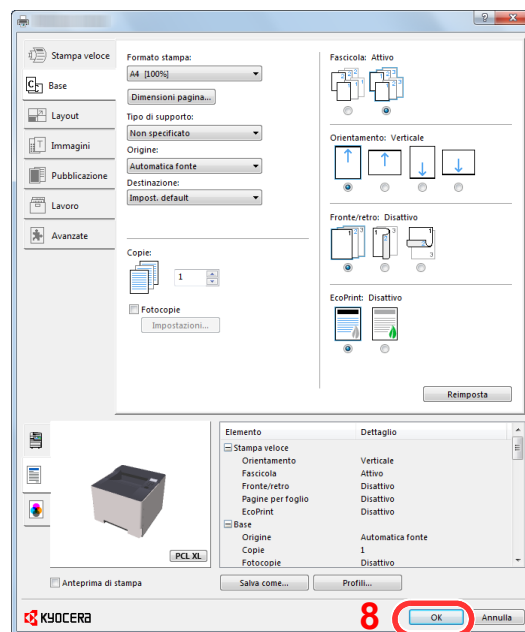 Stampa veloce
Base
Layout
Immagini
Pubblicazione
Lavoro
Avanzate
Formato stampa:
A4 [100%]
Dimensioni pagina...
Tipo di supporto:
Non specificato
Origine:
Automatica fonte
Destinazione:
Impost. default
Copie:
1
Fotocopie
Impostazioni...
Fascicola: Attivo
Orientamento: Verticale
Fronte/retro: Disattivo
EcoPrint: Disattivo
Reimposta
PCL XL
Anteprima di stampa
Elemento Dettaglio
Stampa veloce
Orientamento Verticale
Fascicola Attivo
Fronte/retro Disattivo
Pagine per foglio Disattivo
EcoPrint Disattivo
Base
Origine Automatica fonte
Copie 1
Fotocopie Disattivo
Salva come... Profili...
KYOCERA
8 OK Annulla